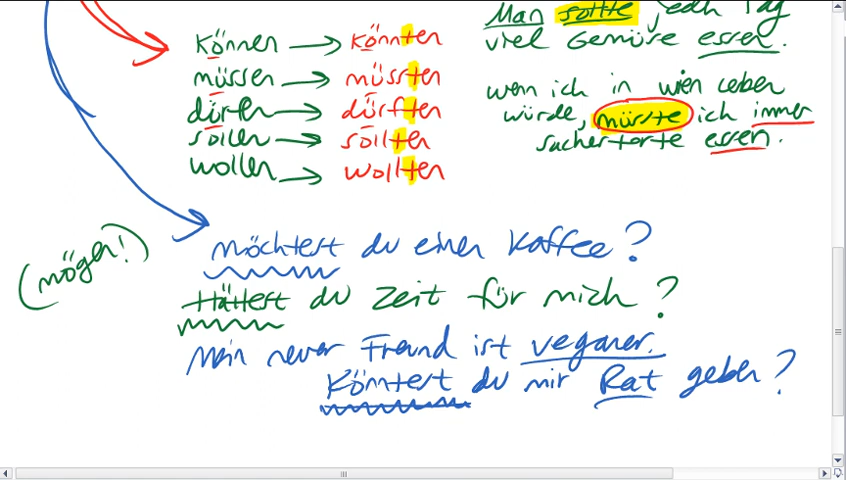 Man sollte jeden Tag
viel Gemüse essen.
können → könnten
müssen → müssten
dürfen → dürften
sollen → sollten
wollen → wollten
wenn ich in Wien leben
würde, müsste ich immer
Sachertorte essen.
(mögen!)
Möchtest du einen Kaffee?
Hättest du Zeit für mich?
Mein neuer Freund ist Veganer.
Könntest du mir Rat geben?